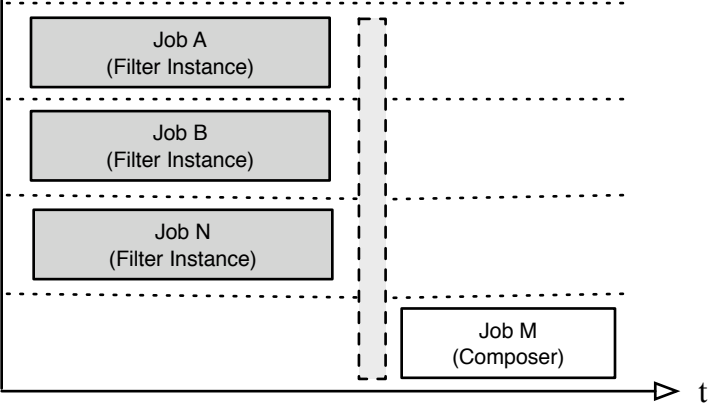 Job A
(Filter Instance)
Job B
(Filter Instance)
Job N
(Filter Instance)
Job M
(Composer)
t